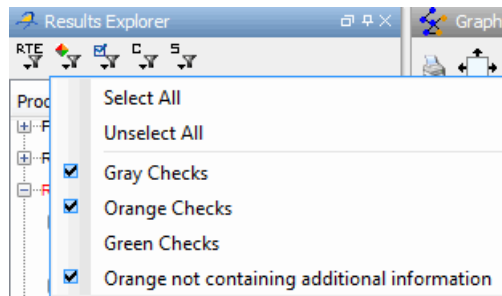 Results Explorer
Graph
RTE
C
S
Proc
Select All
Unselect All
F
R
Gray Checks
R
Orange Checks
Green Checks
Orange not containing additional information